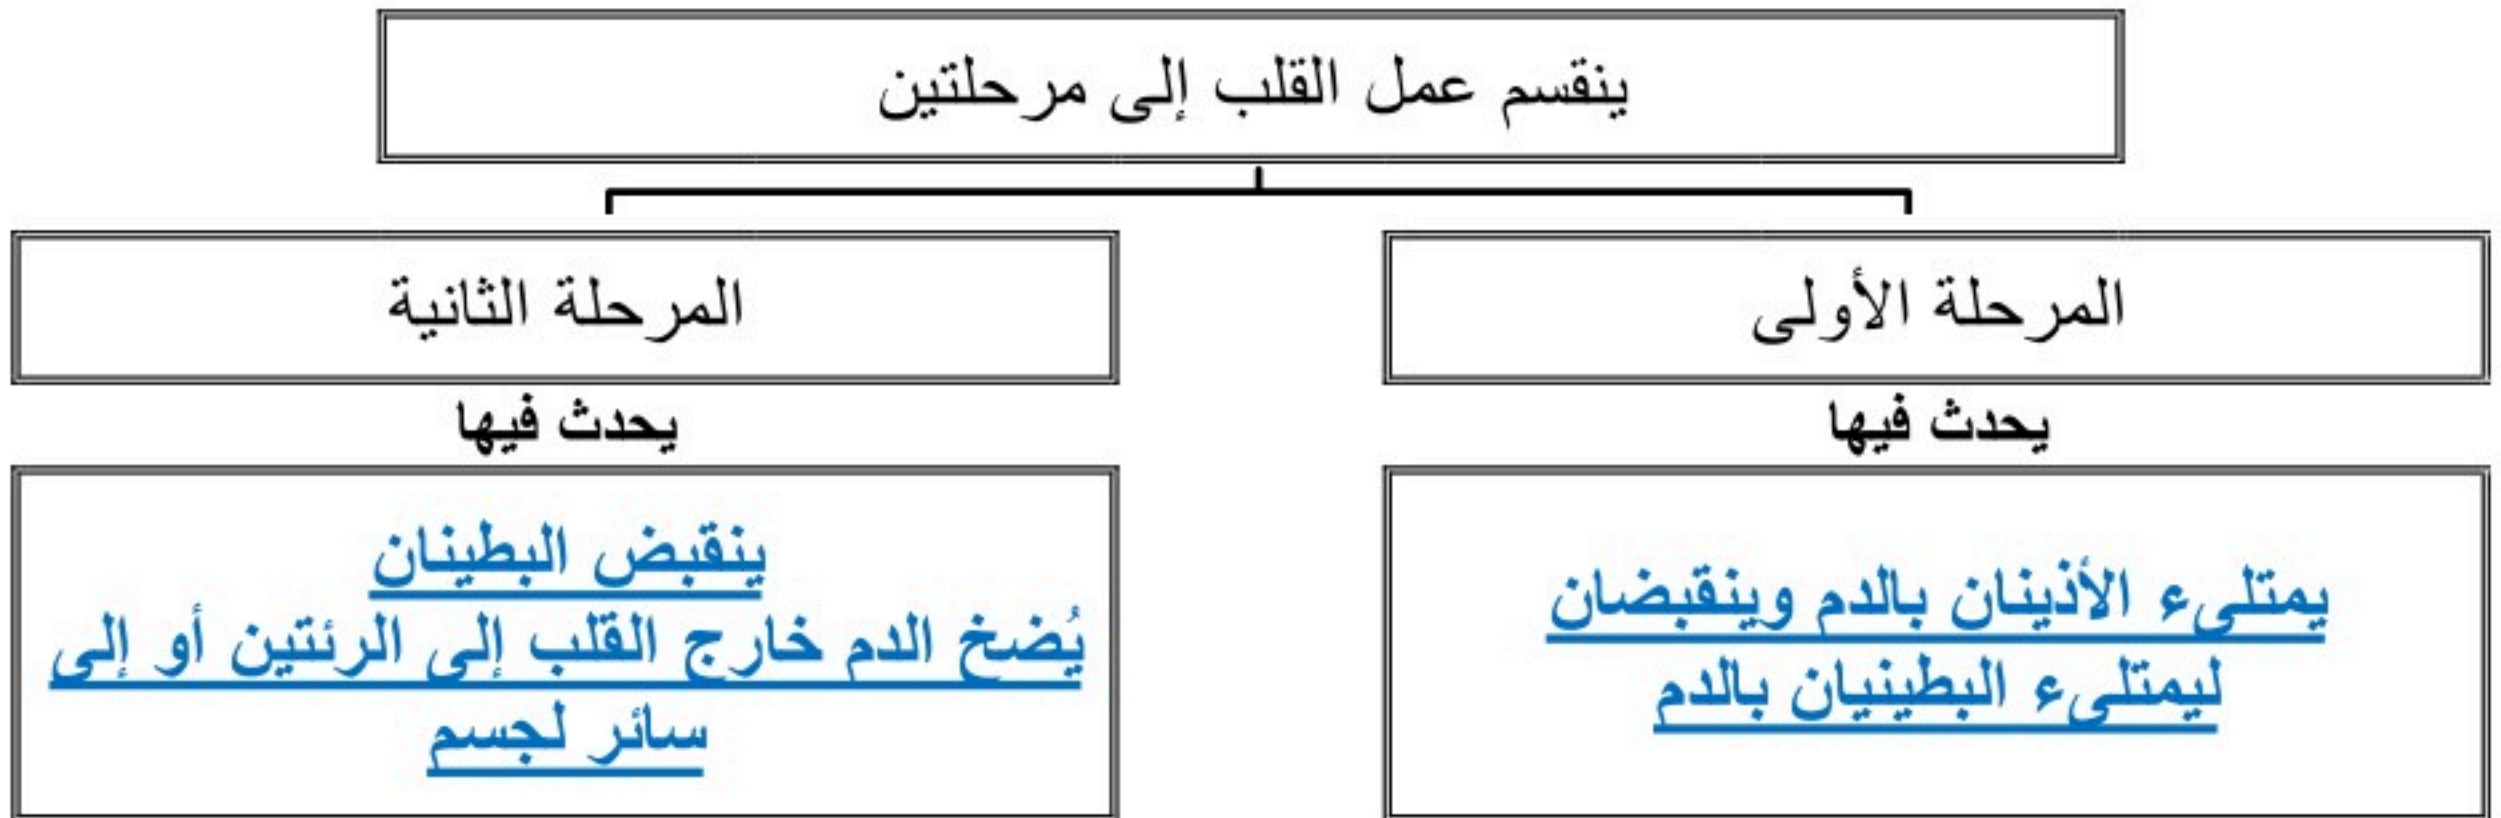 ينقسم عمل القلب إلى مرحلتين
المرحلة الأولى
المرحلة الثانية
يحدث فيها
يحدث فيها
يمتلىء الأذينان بالدم وينقبضان
ليمتلىء البطينيان بالدم
ينقبض البطينان
يُضخ الدم خارج القلب إلى الرئتين أو إلى
سائر لجسم